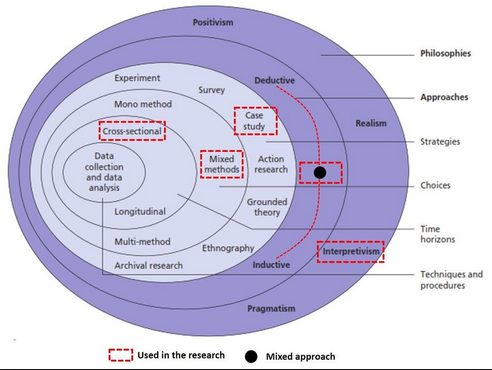 Positivism
Philosophies
Experiment
Survey
Deductive
Approaches
Mono method
Case
study
Realism
Cross-sectional
Strategies
Data
collection
and data
analysis
Mixed
methods
Action
research
Choices
Longitudinal
Grounded
theory
Time
horizons
Multi-method
Ethnography
Interpretivism
Archival research
Inductive
Techniques and
procedures
Pragmatism
Used in the research
Mixed approach